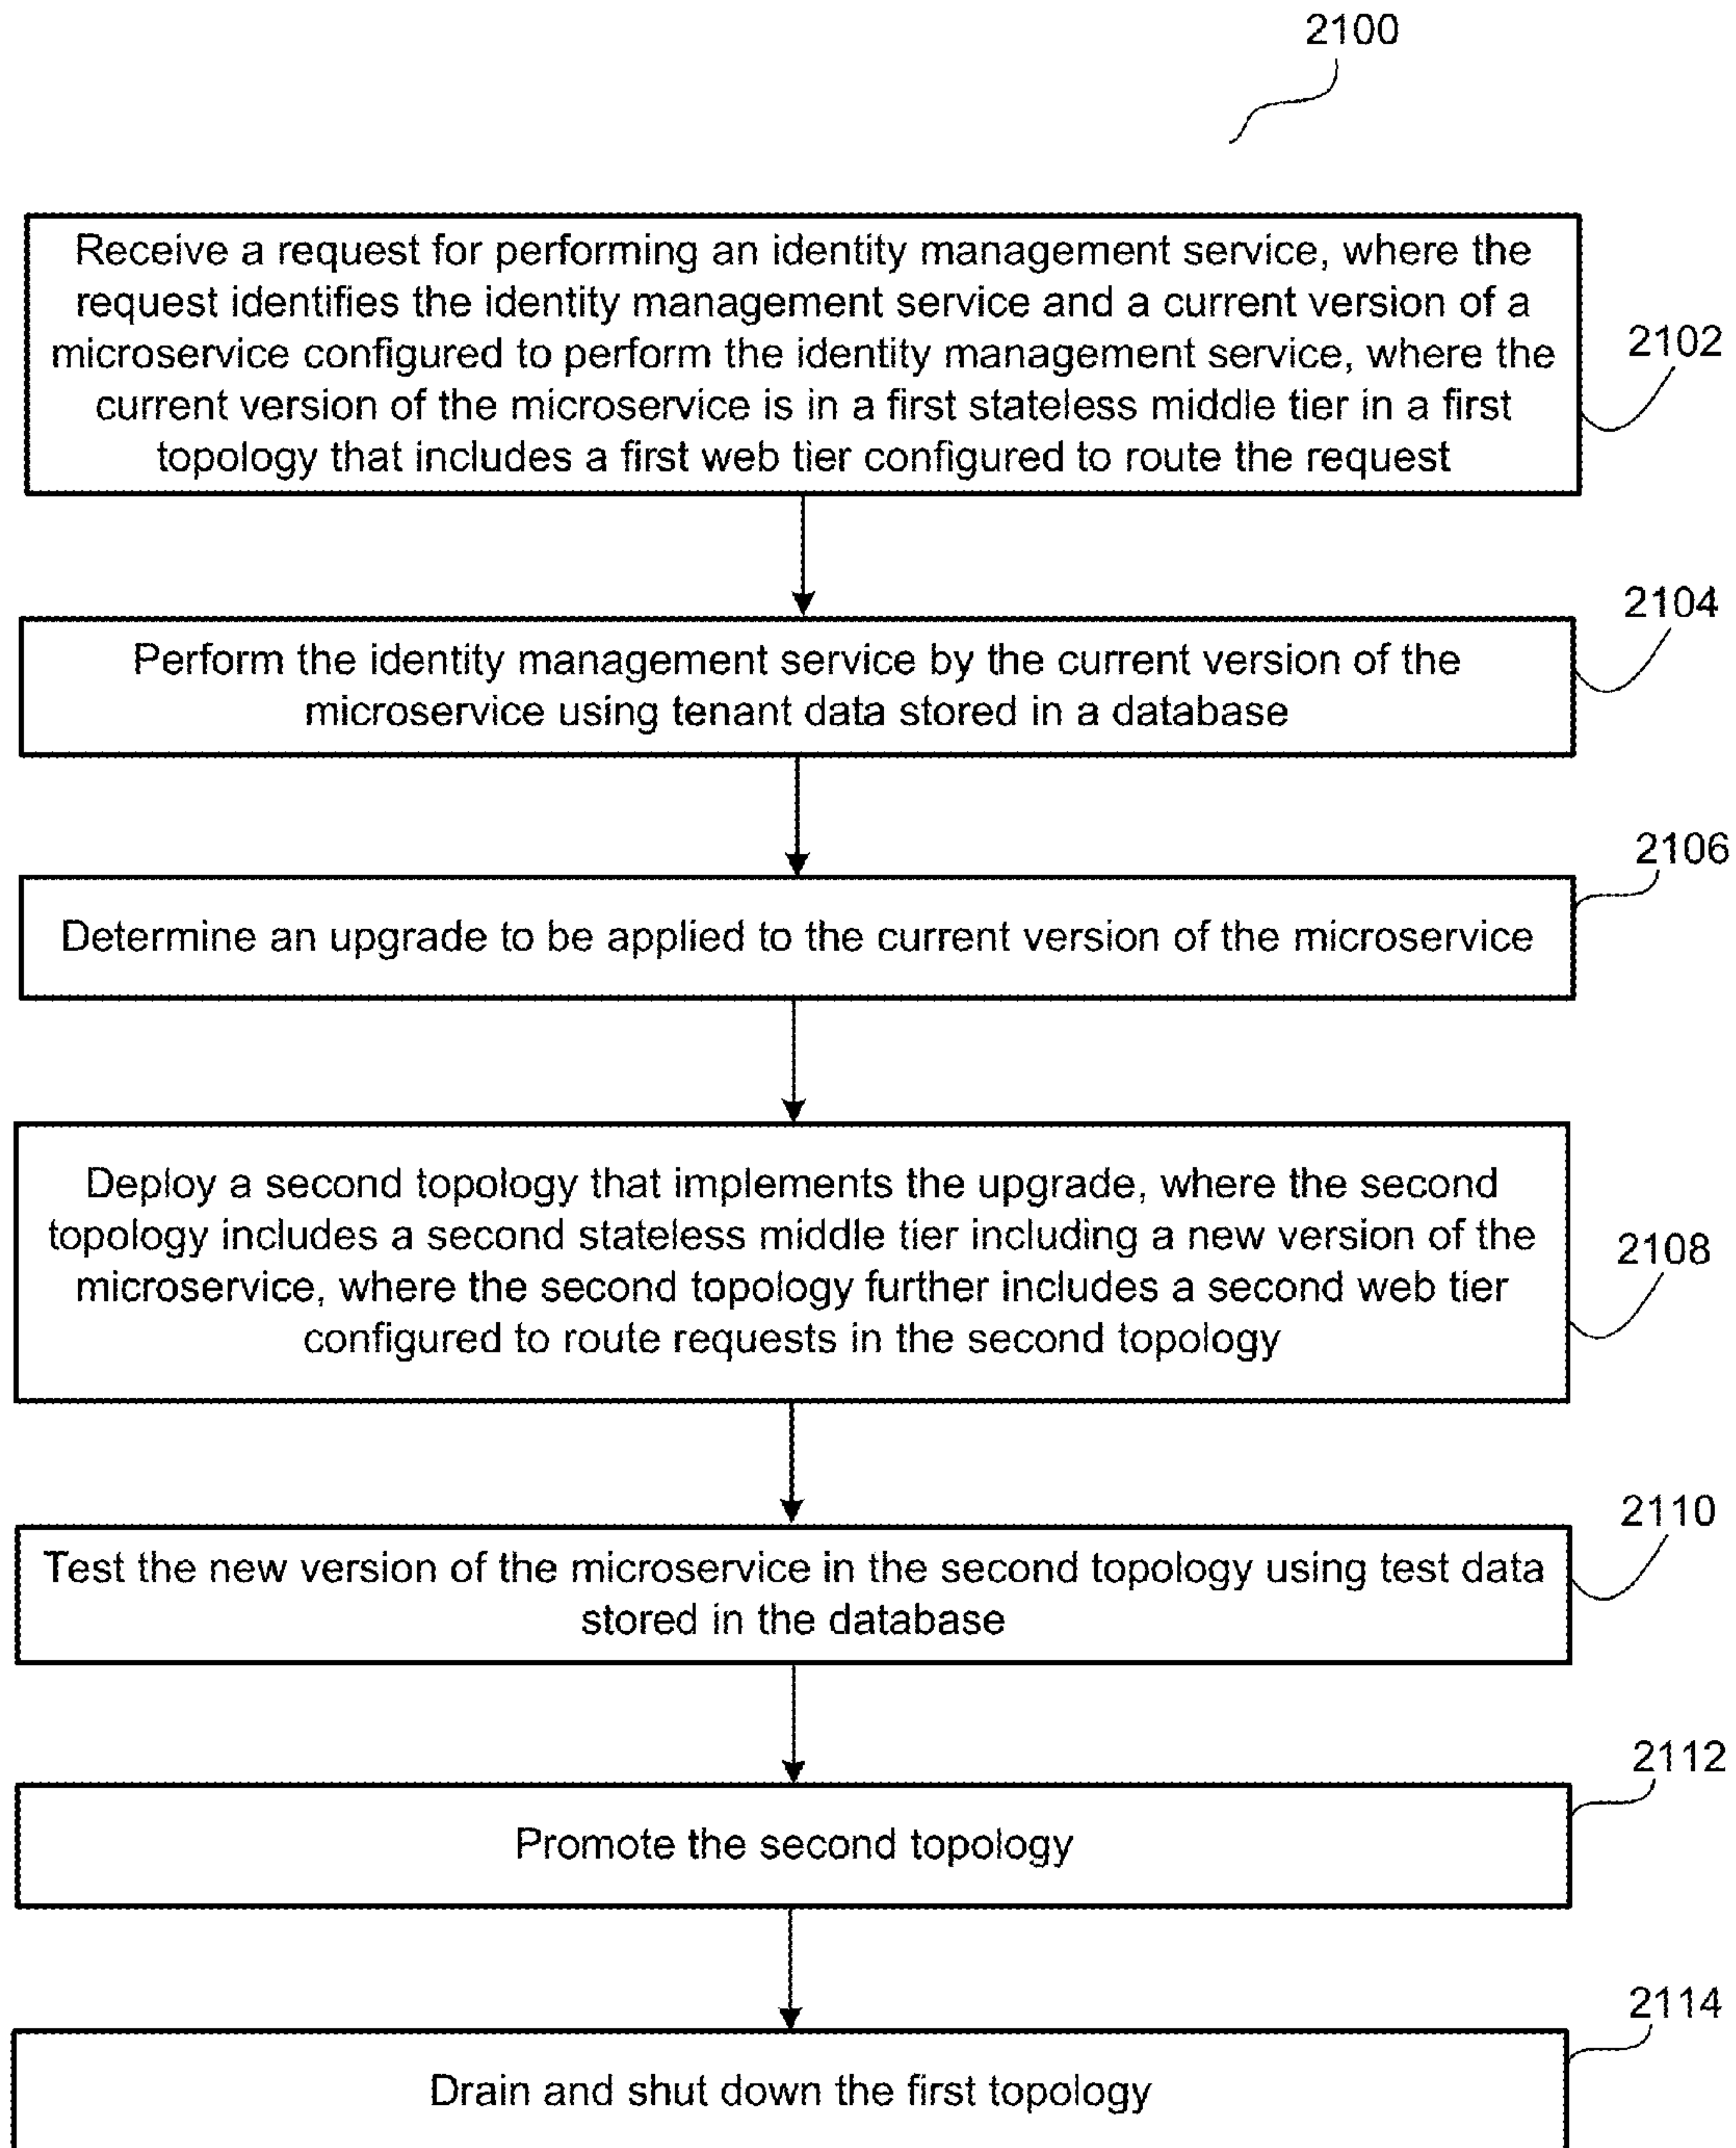 2100
Receive a request for performing an identity management service, where the
request identifies the identity management service and a current version of a
microservice configured to perform the identity management service, where the
current version of the microservice is in a first stateless middle tier in a first
topology that includes a first web tier configured to route the request
2102
2104
Perform the identity management service by the current version of the
microservice using tenant data stored in a database
2106
Determine an upgrade to be applied to the current version of the microservice
Deploy a second topology that implements the upgrade, where the second
topology includes a second stateless middle tier including a new version of the
microservice, where the second topology further includes a second web tier
configured to route requests in the second topology
2108
2110
Test the new version of the microservice in the second topology using test data
stored in the database
2112
Promote the second topology
2114
Drain and shut down the first topology